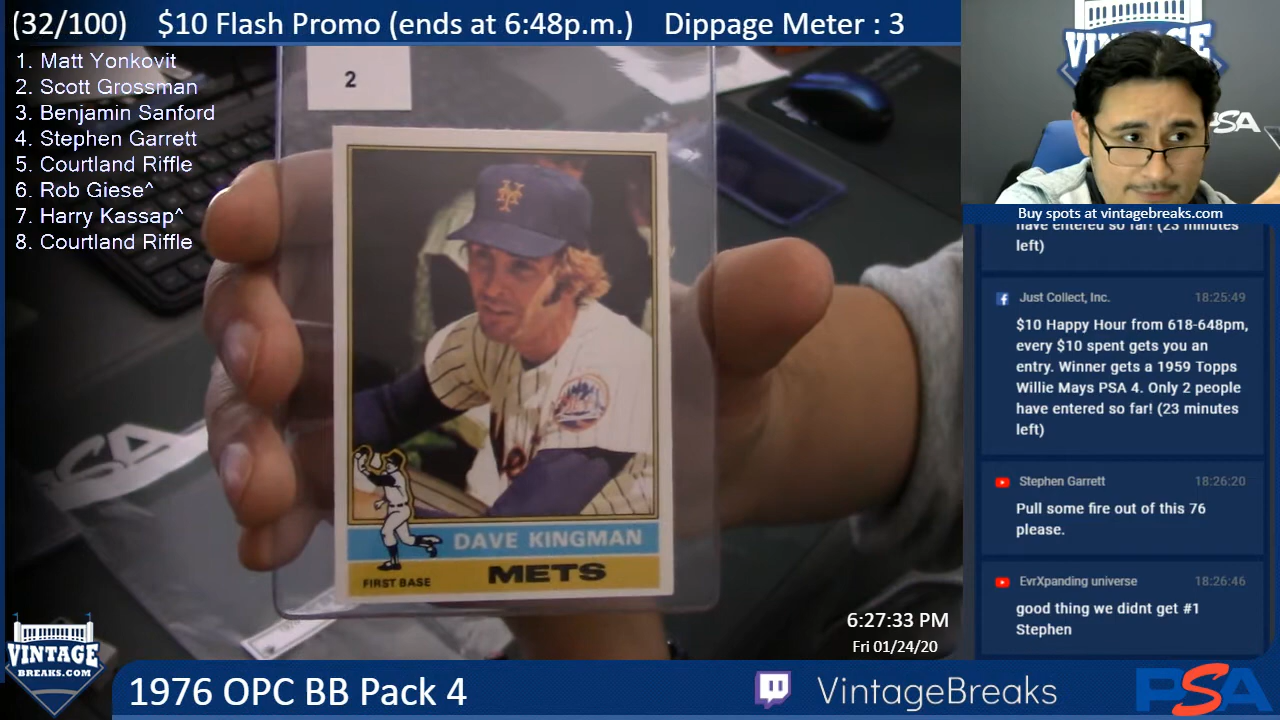 (32/100) $10 Flash Promo (ends at 6:48p.m.) Dippage Meter : 3
1. Matt Yonkovit
2. Scott Grossman
3. Benjamin Sanford
4. Stephen Garrett
5. Courtland Riffle
6. Rob Giese^
7. Harry Kassap^
8. Courtland Riffle
2
NY
DAVE KINGMAN
METS
FIRST BASE
PSA
VINTAGE
PSA
Buy spots at vintagebreaks.com
have entered so far! (23 minutes
left)
Just Collect, Inc. 18:25:49
$10 Happy Hour from 618-648pm,
every $10 spent gets you an
entry. Winner gets a 1959 Topps
Willie Mays PSA 4. Only 2 people
have entered so far! (23 minutes
left)
Stephen Garrett 18:26:20
Pull some fire out of this 76
please.
EvrXpanding universe 18:26:46
good thing we didnt get #1
Stephen
6:27:33 PM
Fri 01/24/20
VINTAGE
BREAKS.COM
1976 OPC BB Pack 4
VintageBreaks
PSA